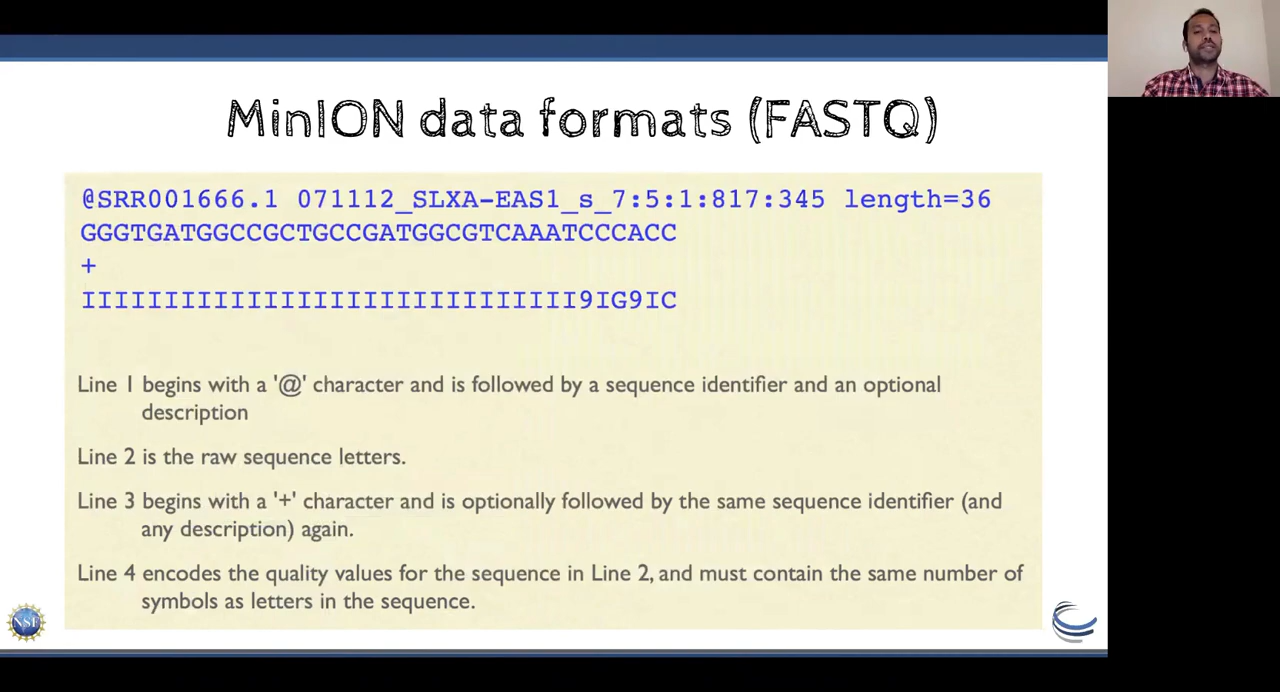 MinION data formats (FASTQ)
@SRR001666.1 071112_SLXA-EAS1_s_7:5:1:817:345 length=36
GGGTGATGGCCGCTGCCGATGGCGTCAAATCCCACC
+
IIIIIIIIIIIIIIIIIIIIIIIIIIIIII9IG9IC
Line 1 begins with a '@' character and is followed by a sequence identifier and an optional
description
Line 2 is the raw sequence letters.
Line 3 begins with a '+' character and is optionally followed by the same sequence identifier (and
any description) again.
Line 4 encodes the quality values for the sequence in Line 2, and must contain the same number of
symbols as letters in the sequence.
NSF